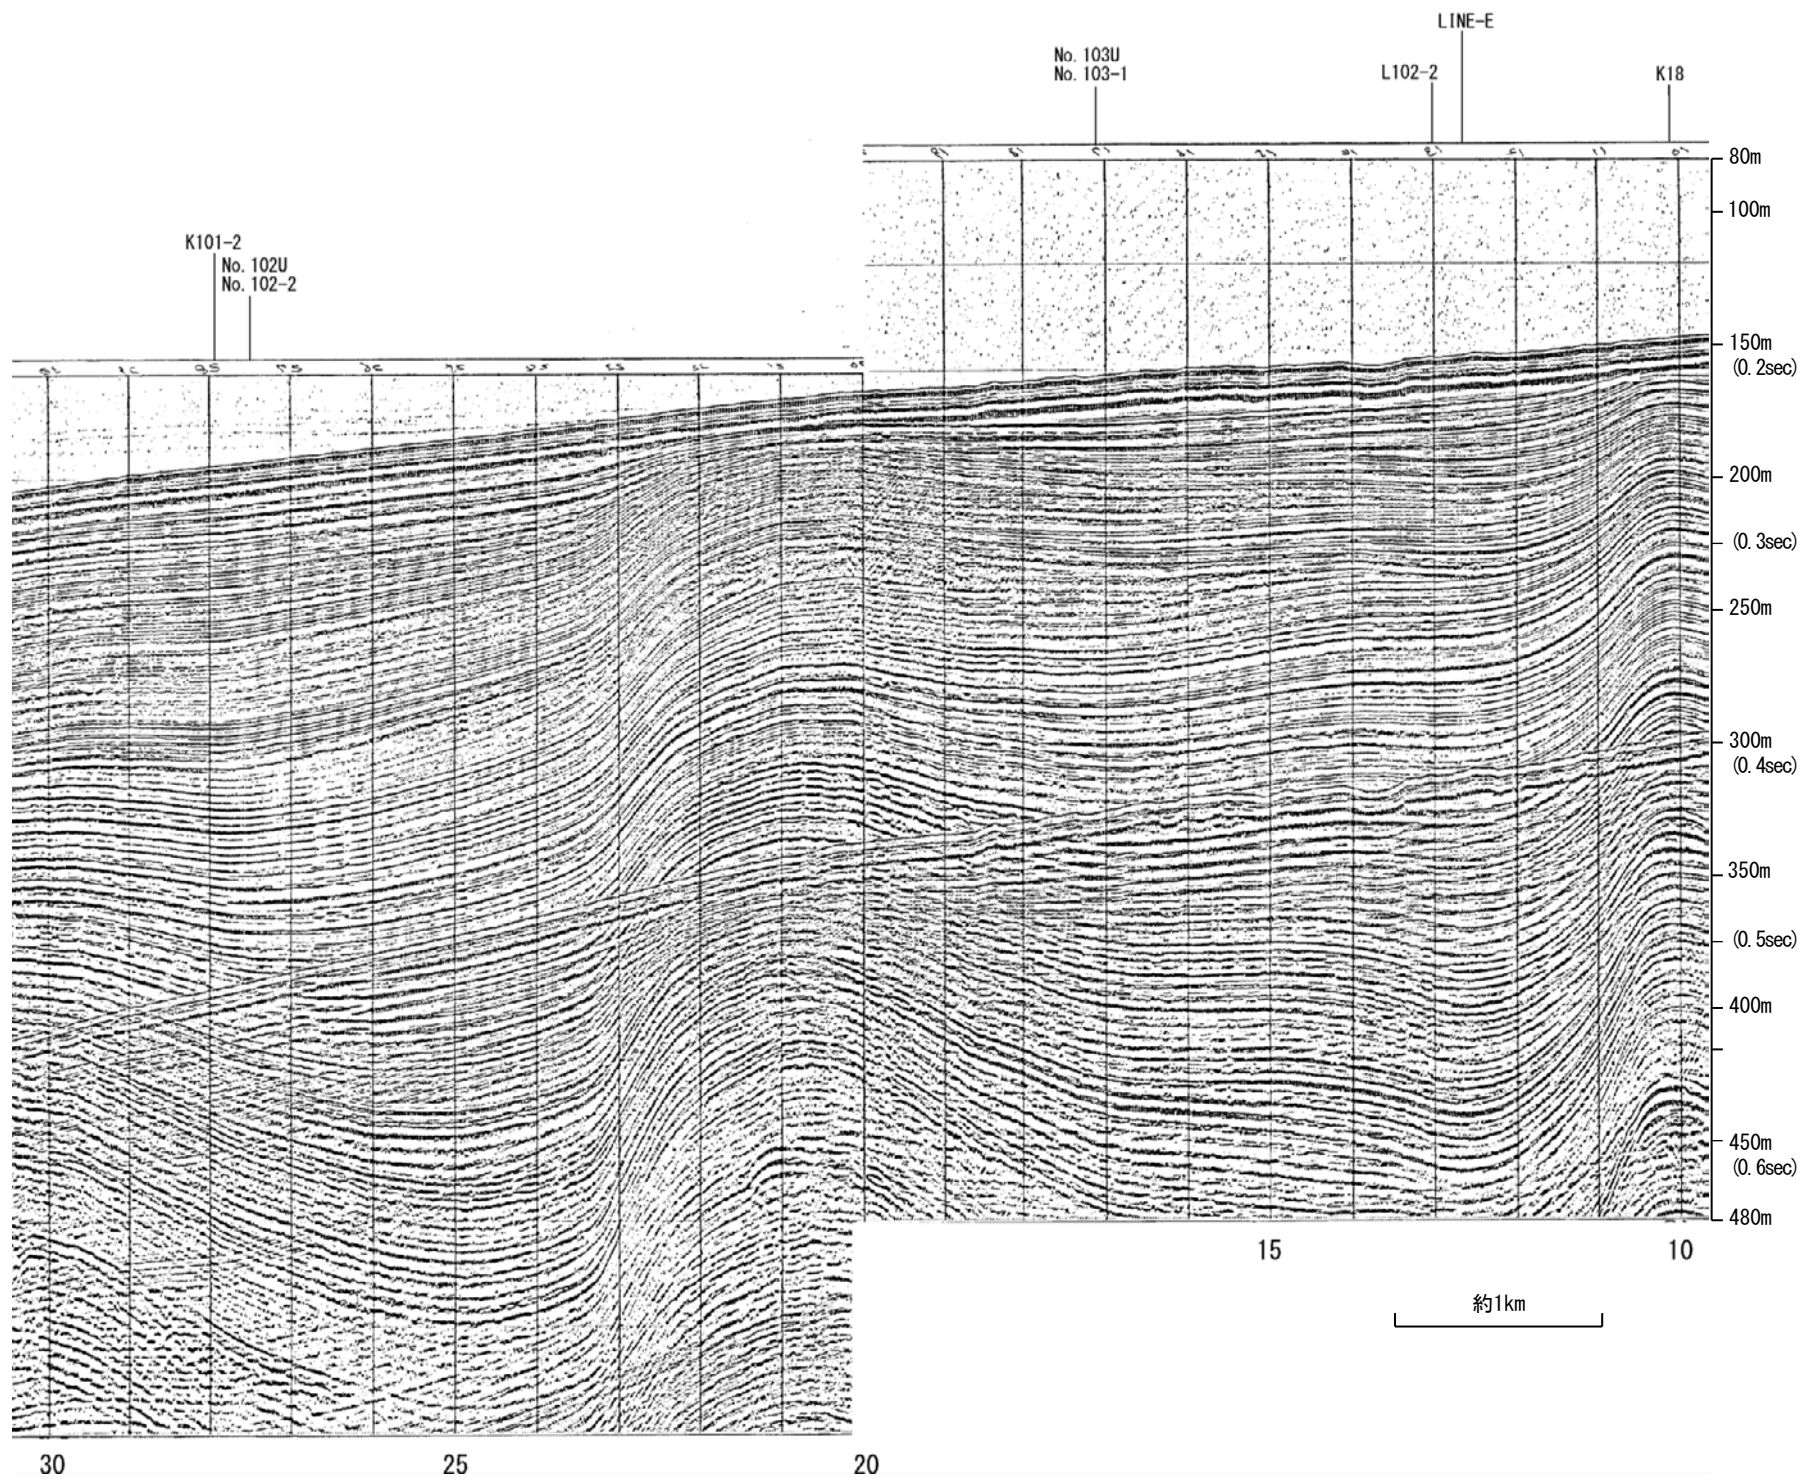 LINE-E
No. 103U
No. 103-1
L102-2
K18
80m
100m
K101-2
No. 102U
No. 102-2
150m
(0.2sec)
200m
(0.3sec)
250m
300m
(0.4sec)
350m
(0.5sec)
400m
450m
(0.6sec)
480m
15
10
約1km
30
25
20